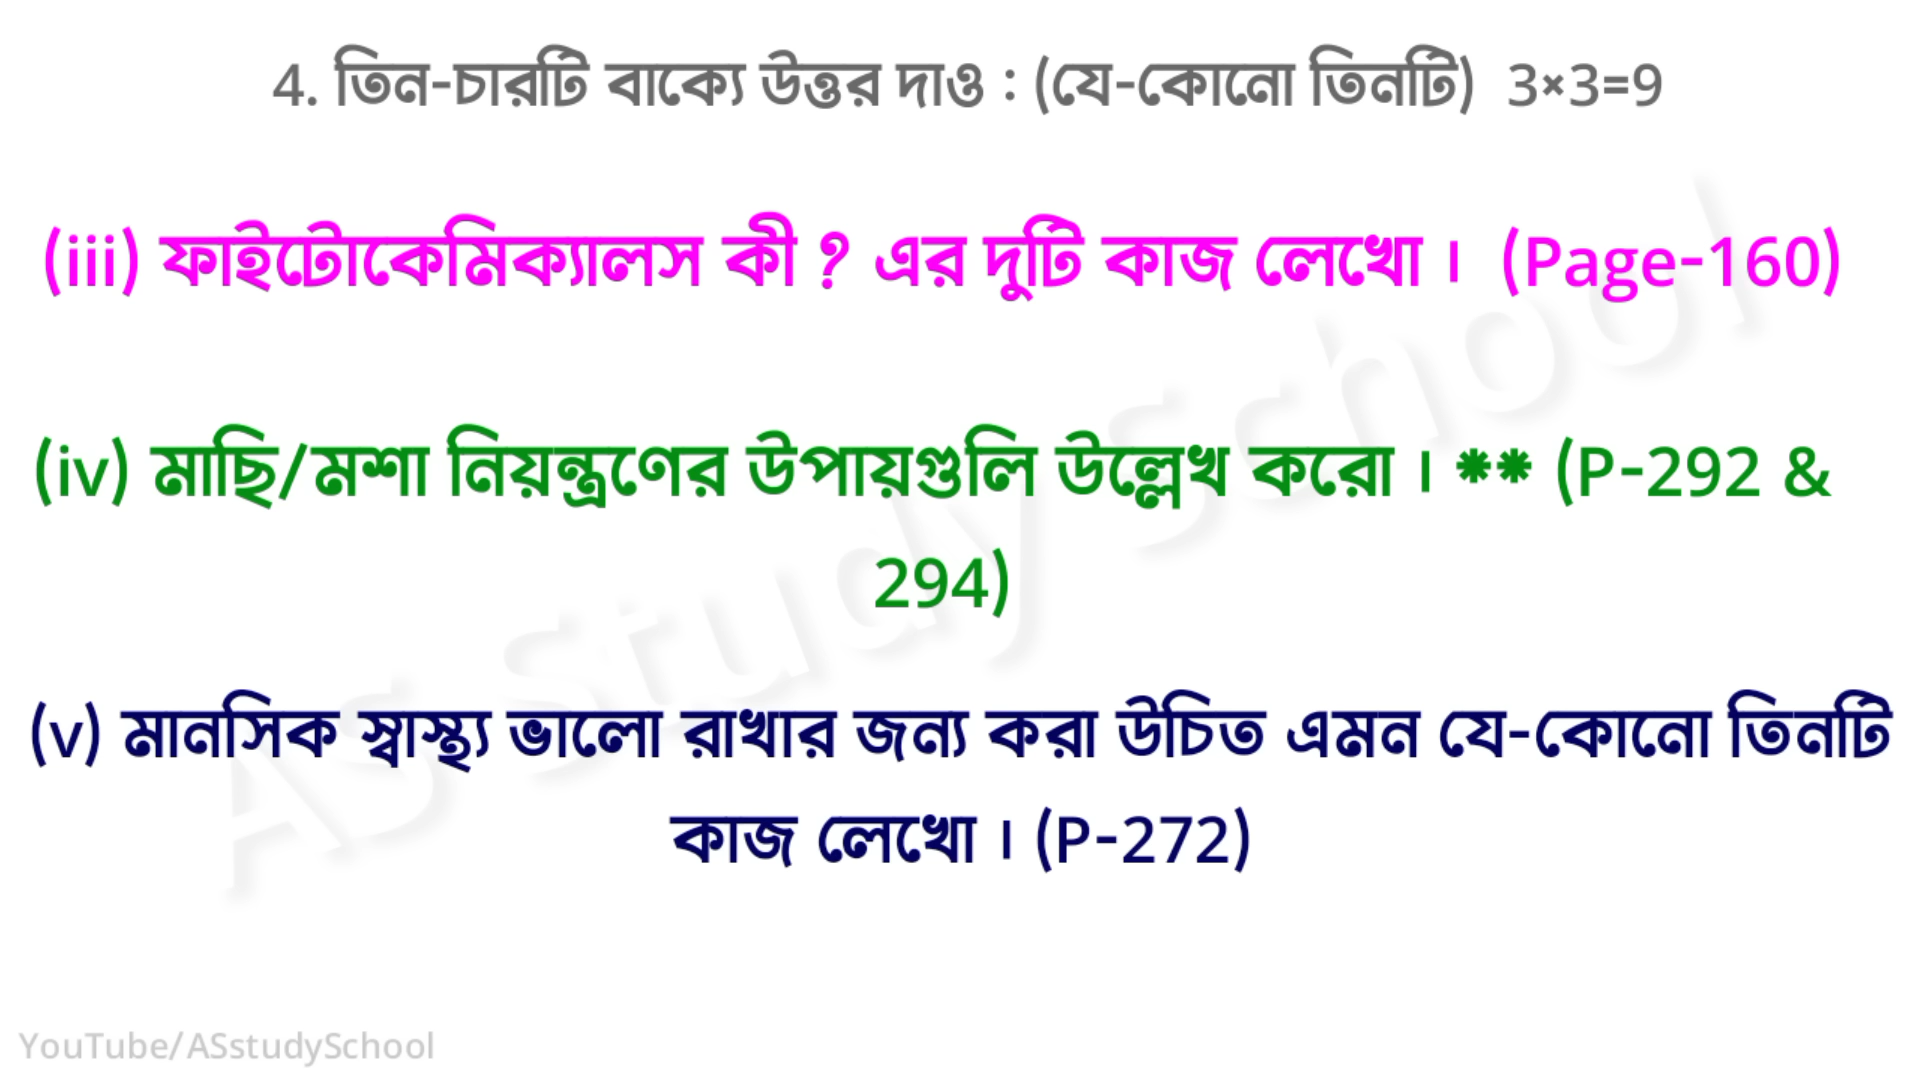 4. তিন-চারটি বাক্যে উত্তর দাও : (যে-কোনো তিনটি) 3×3=9
(iii) ফাইটোকেমিক্যালস কী ? এর দুটি কাজ লেখো । (Page-160)
(iv) মাছি/মশা নিয়ন্ত্রণের উপায়গুলি উল্লেখ করো । ** (P-292 &
294)
(v) মানসিক স্বাস্থ্য ভালো রাখার জন্য করা উচিত এমন যে-কোনো তিনটি
কাজ লেখো । (P-272)
AS study School
YouTube/ASstudySchool